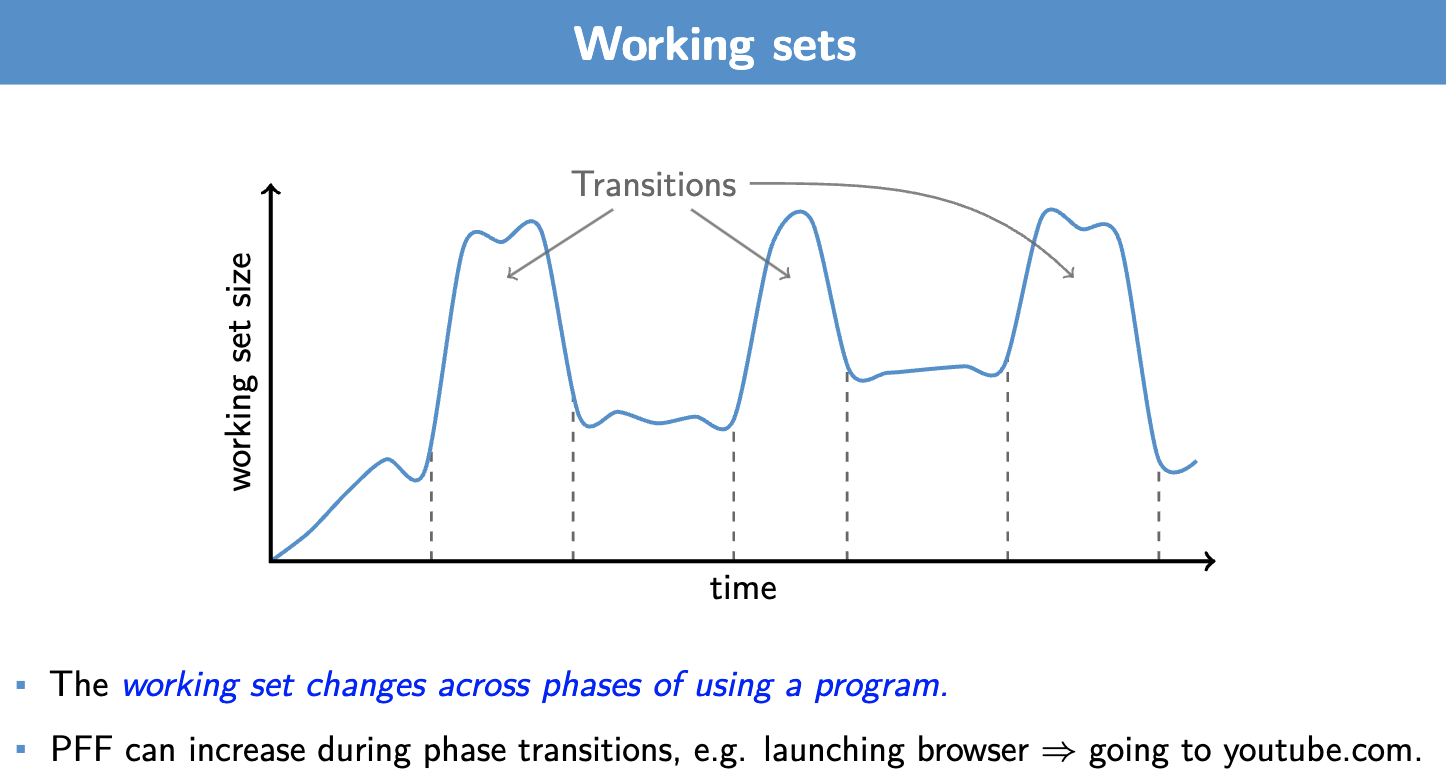 Working sets
Transitions
working set size
time
▪ The working set changes across phases of using a program.
▪ PFF can increase during phase transitions, e.g. launching browser ⇒ going to youtube.com.